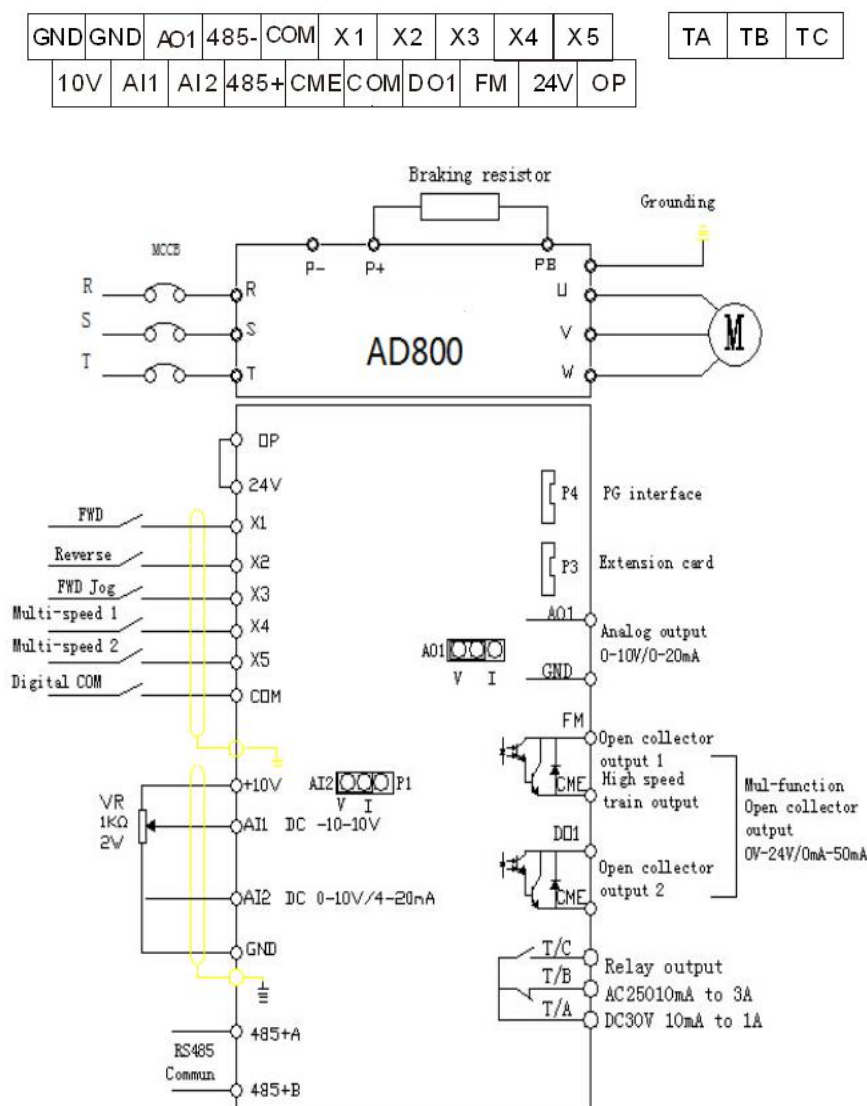 GND GND AO1 485- COM X1 X2 X3 X4 X5 TA TB TC
10V AI1 AI2 485+ CME COM DO1 FM 24V OP
Braking resistor
Grounding
MCCB
P- P+ PB
R R U
S S V M
T T W
AD800
OP
24V
P4 PG interface
FWD X1
Reverse X2
P3 Extension card
FWD Jog X3
Multi-speed 1 X4
Multi-speed 2 X5
Digital COM COM
AO1
Analog output
0-10V/0-20mA
AO1
V I
GND
FM
Open collector
output 1
High speed
train output
CME
Mul-function
Open collector
output
0V-24V/0mA-50mA
DO1
Open collector
output 2
CME
+10V
AI2 P1
V I
VR
1KΩ
2W
AI1 DC -10-10V
AI2 DC 0-10V/4-20mA
GND
T/C
T/B
T/A
Relay output
AC25010mA to 3A
DC30V 10mA to 1A
485+A
RS485
Commun
485+B